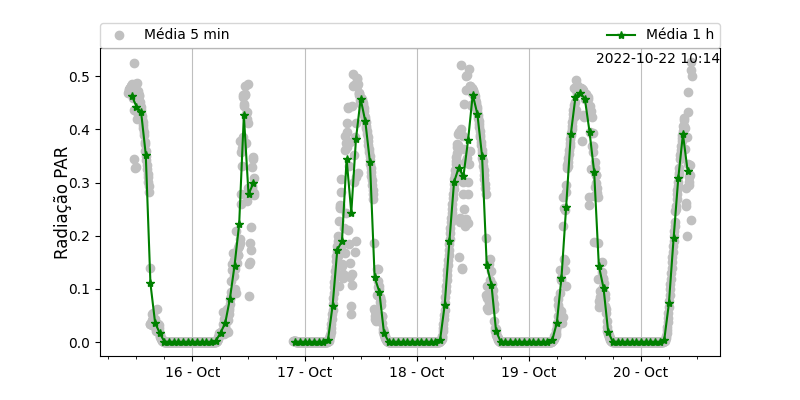 Média 5 min
Média 1 h
2022-10-22 10:14
Radiação PAR
0.5
0.4
0.3
0.2
0.1
0.0
16 - Oct
17 - Oct
18 - Oct
19 - Oct
20 - Oct